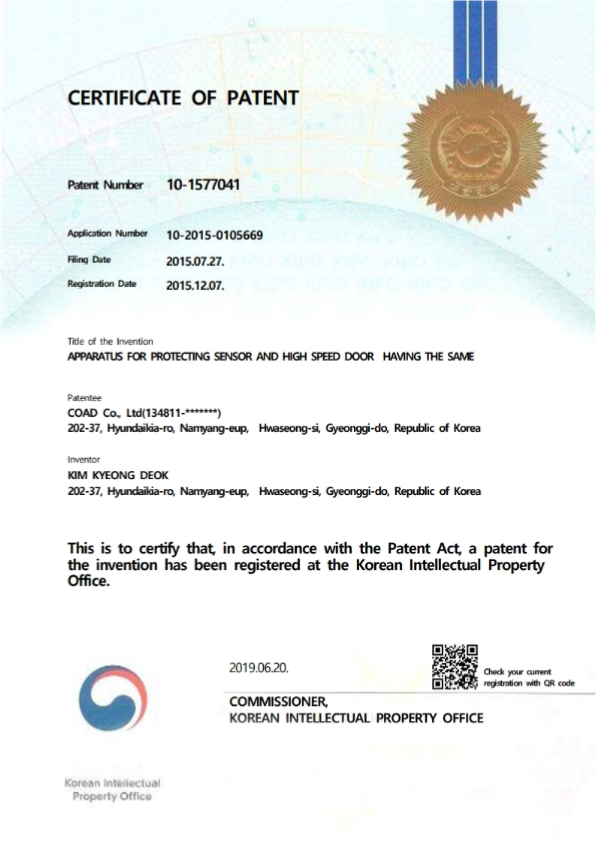 CERTIFICATE OF PATENT
Patent Number 10-1577041
Application Number 10-2015-0105669
Filing Date 2015.07.27.
Registration Date 2015.12.07.
Title of the Invention
APPARATUS FOR PROTECTING SENSOR AND HIGH SPEED DOOR HAVING THE SAME
Patentee
COAD Co., Ltd(134811-*******)
202-37, Hyundaikia-ro, Namyang-eup, Hwaseong-si, Gyeonggi-do, Republic of Korea
Inventor
KIM KYEONG DEOK
202-37, Hyundaikia-ro, Namyang-eup, Hwaseong-si, Gyeonggi-do, Republic of Korea
This is to certify that, in accordance with the Patent Act, a patent for
the invention has been registered at the Korean Intellectual Property
Office.
2019.06.20.
Check your current
registration with QR code
COMMISSIONER,
KOREAN INTELLECTUAL PROPERTY OFFICE
Korean Intellectual
Property Office